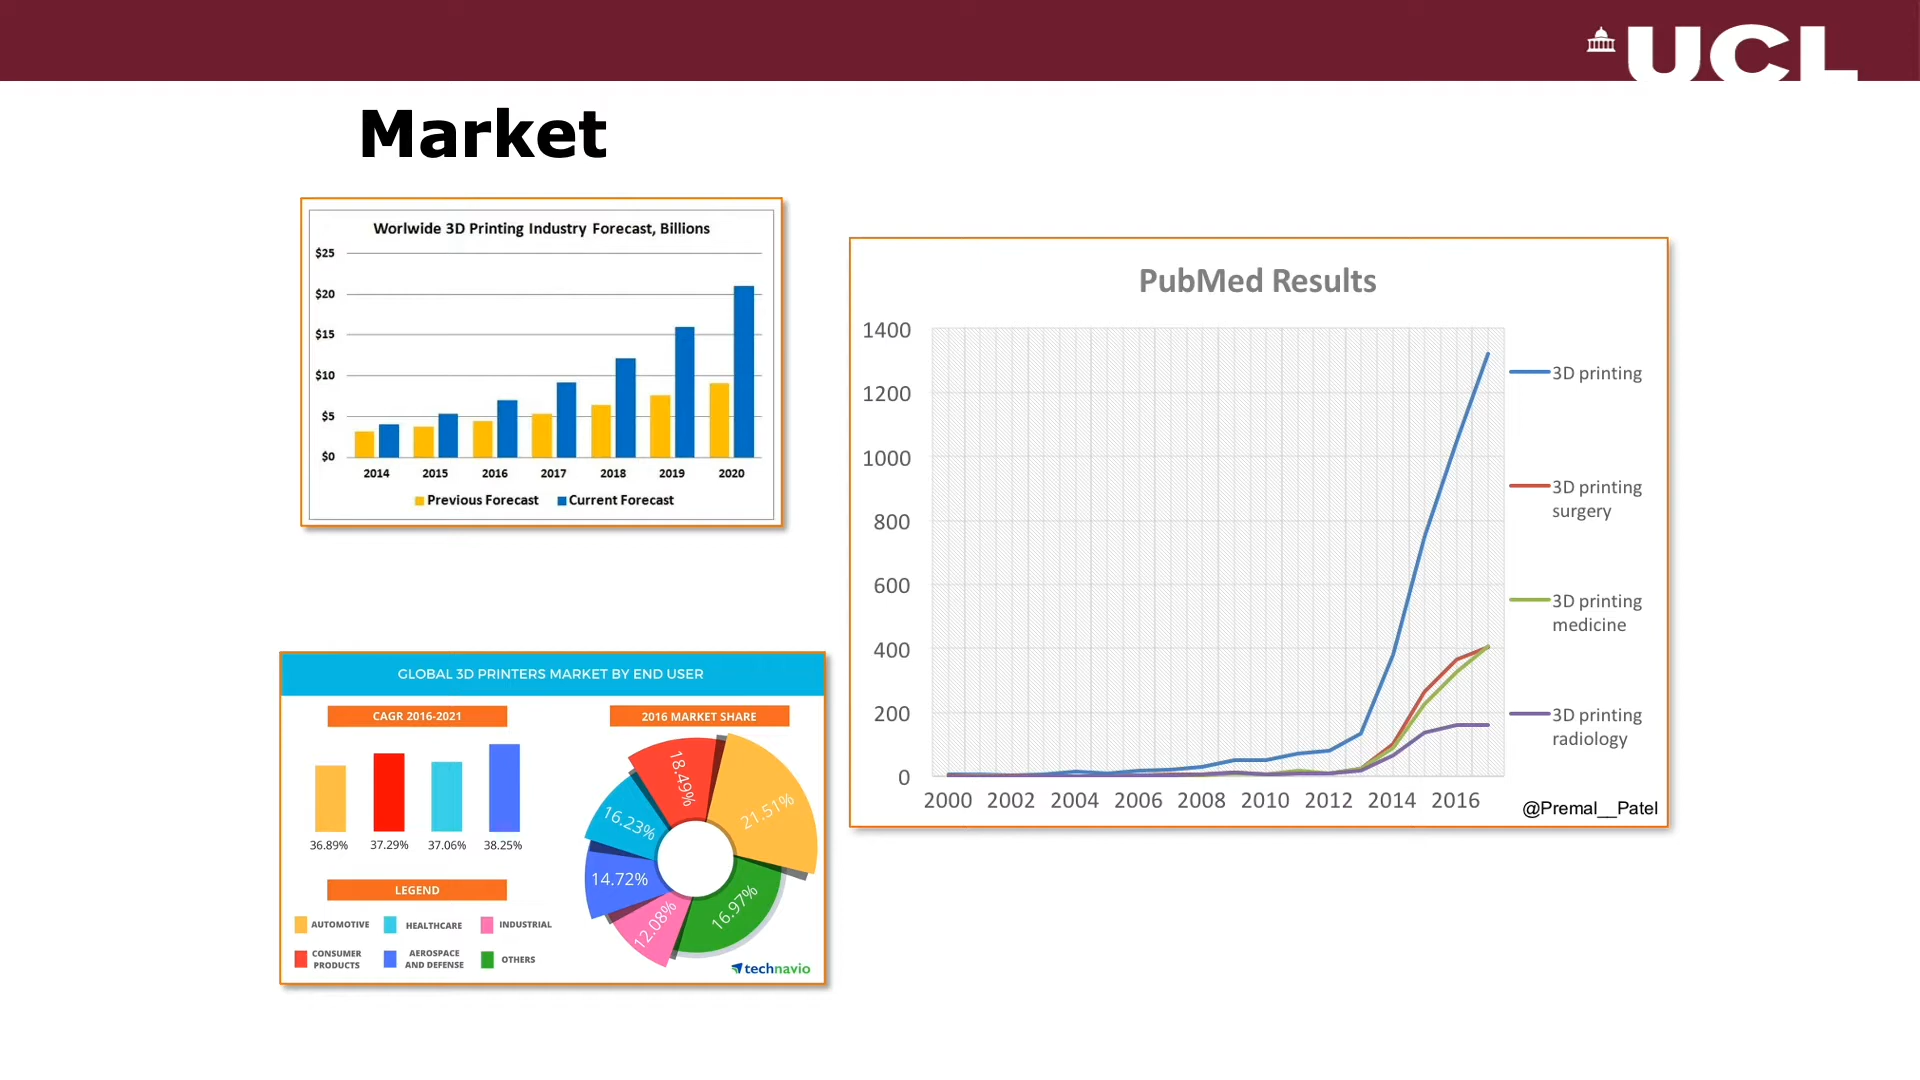 UCL
Market
Worlwide 3D Printing Industry Forecast, Billions
$25
$20
$15
$10
$5
$0
2014 2015 2016 2017 2018 2019 2020
Previous Forecast Current Forecast
PubMed Results
1400
1200
1000
800
600
400
200
0
2000 2002 2004 2006 2008 2010 2012 2014 2016
3D printing
3D printing
surgery
3D printing
medicine
3D printing
radiology
@Premal__Patel
GLOBAL 3D PRINTERS MARKET BY END USER
CAGR 2016-2021
36.89% 37.29% 37.06% 38.25%
LEGEND
AUTOMOTIVE HEALTHCARE INDUSTRIAL
CONSUMER
PRODUCTS
AEROSPACE
AND DEFENSE
OTHERS
2016 MARKET SHARE
18.49%
21.51%
16.23%
14.72%
12.08%
16.97%
technavio